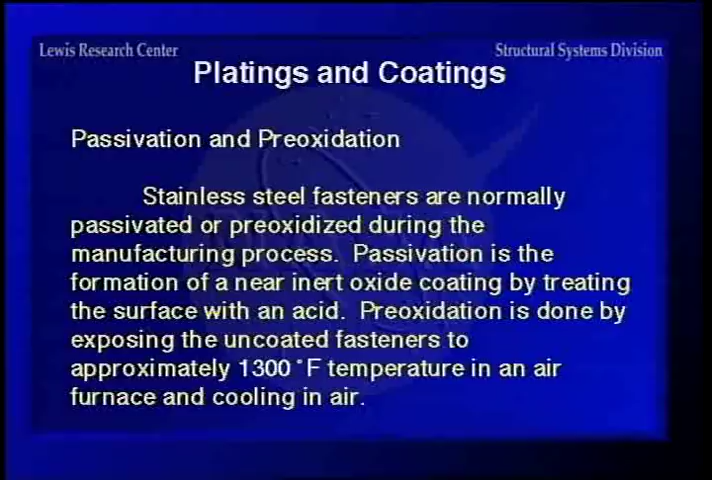 Lewis Research Center
Structural Systems Division
Platings and Coatings
Passivation and Preoxidation
Stainless steel fasteners are normally
passivated or preoxidized during the
manufacturing process. Passivation is the
formation of a near inert oxide coating by treating
the surface with an acid. Preoxidation is done by
exposing the uncoated fasteners to
approximately 1300 °F temperature in an air
furnace and cooling in air.